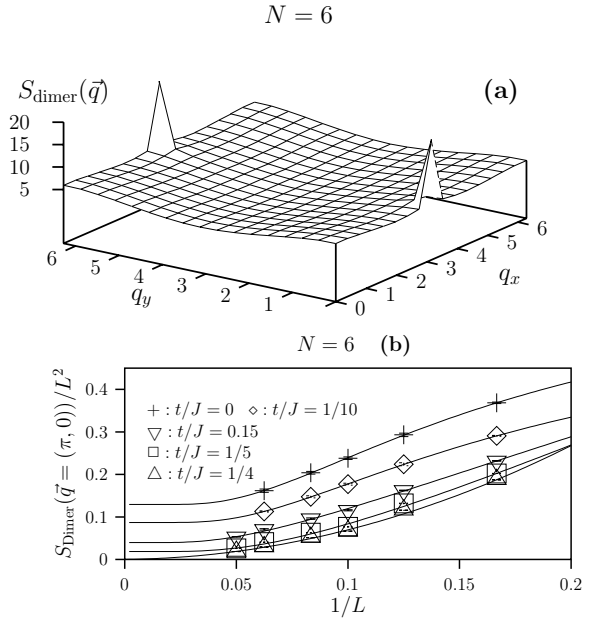 N = 6
S_dimer(q⃗)
(a)
20
15
10
5
6
5
4
3
2
1
q_y
0
1
2
3
4
5
6
q_x
N = 6 (b)
S_Dimer(q⃗ = (π, 0))/L²
0.4
0.3
0.2
0.1
0
+ : t/J = 0 ◇ : t/J = 1/10
▽ : t/J = 0.15
□ : t/J = 1/5
△ : t/J = 1/4
0 0.05 0.1 0.15 0.2
1/L